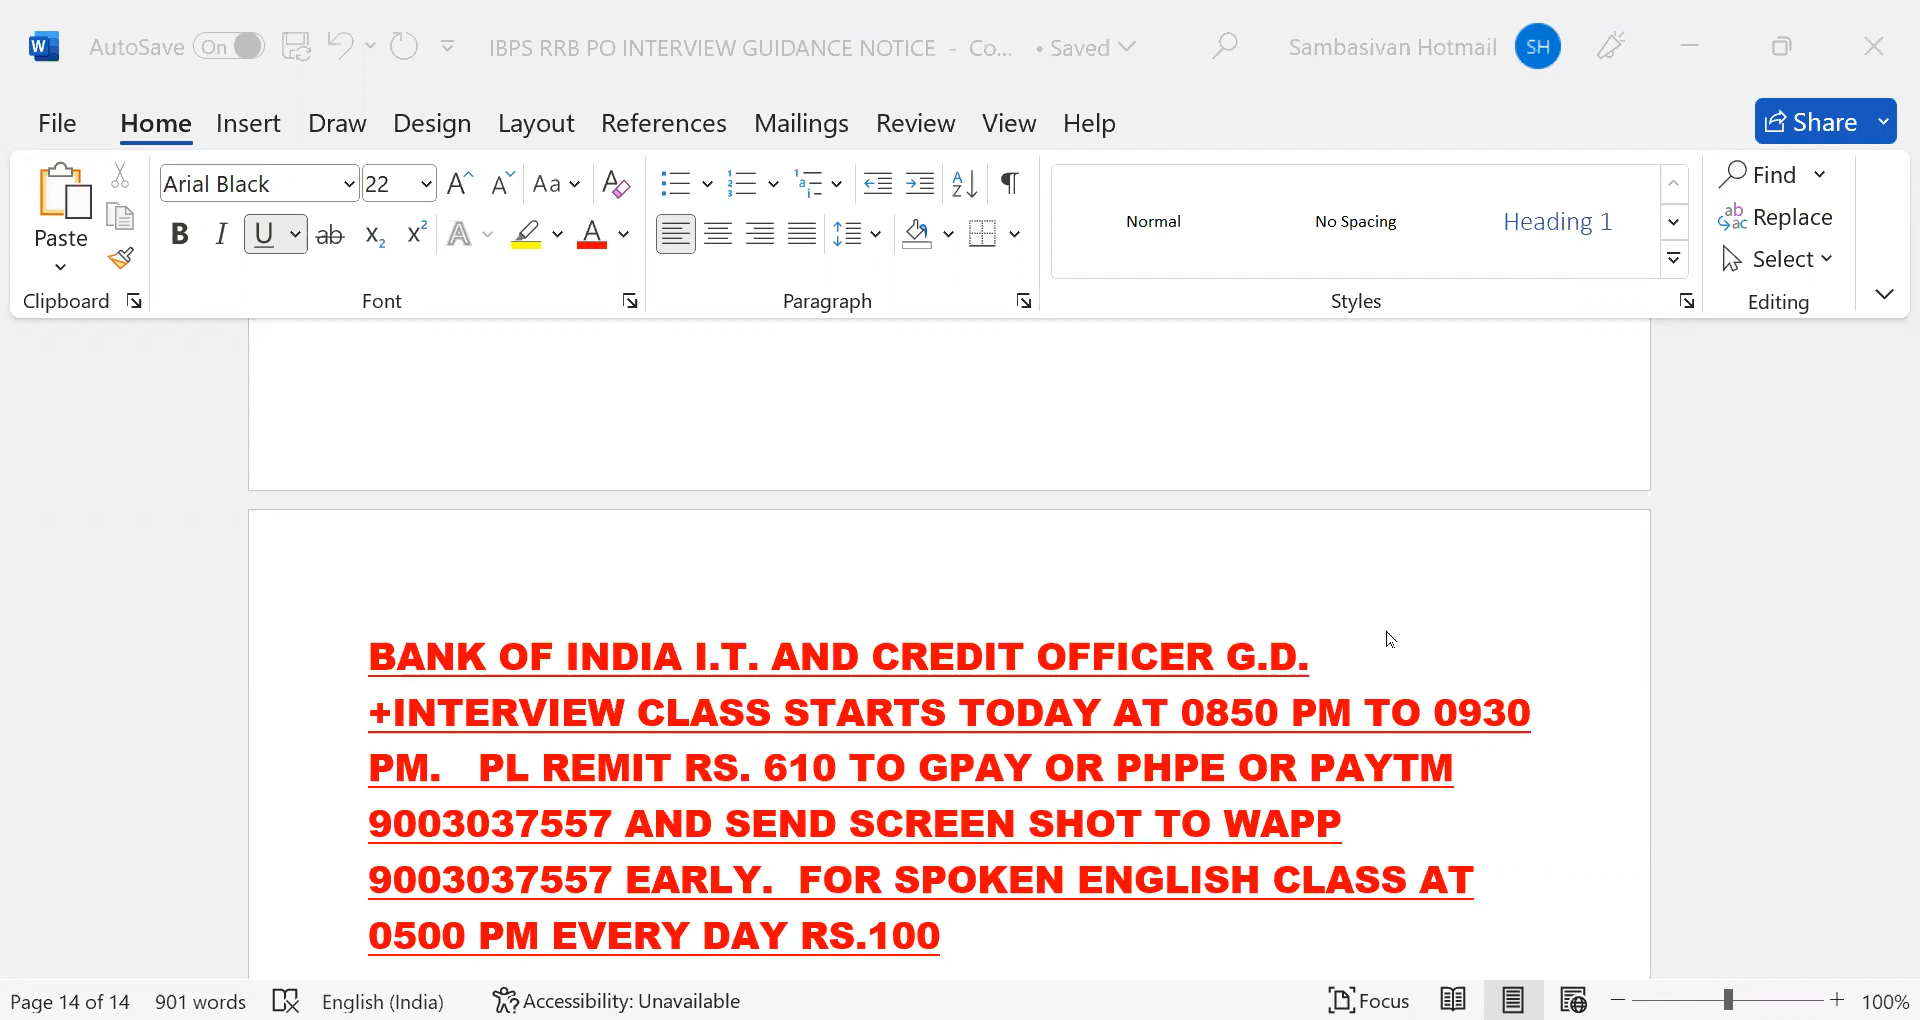 AutoSave On IBPS RRB PO INTERVIEW GUIDANCE NOTICE - Co... • Saved Sambasivan Hotmail SH
File Home Insert Draw Design Layout References Mailings Review View Help Share
Paste
Clipboard
Arial Black 22
Font
Paragraph
Normal No Spacing Heading 1
Styles
Find
Replace
Select
Editing
BANK OF INDIA I.T. AND CREDIT OFFICER G.D.
+INTERVIEW CLASS STARTS TODAY AT 0850 PM TO 0930
PM. PL REMIT RS. 610 TO GPAY OR PHPE OR PAYTM
9003037557 AND SEND SCREEN SHOT TO WAPP
9003037557 EARLY. FOR SPOKEN ENGLISH CLASS AT
0500 PM EVERY DAY RS.100
Page 14 of 14 901 words English (India) Accessibility: Unavailable Focus 100%